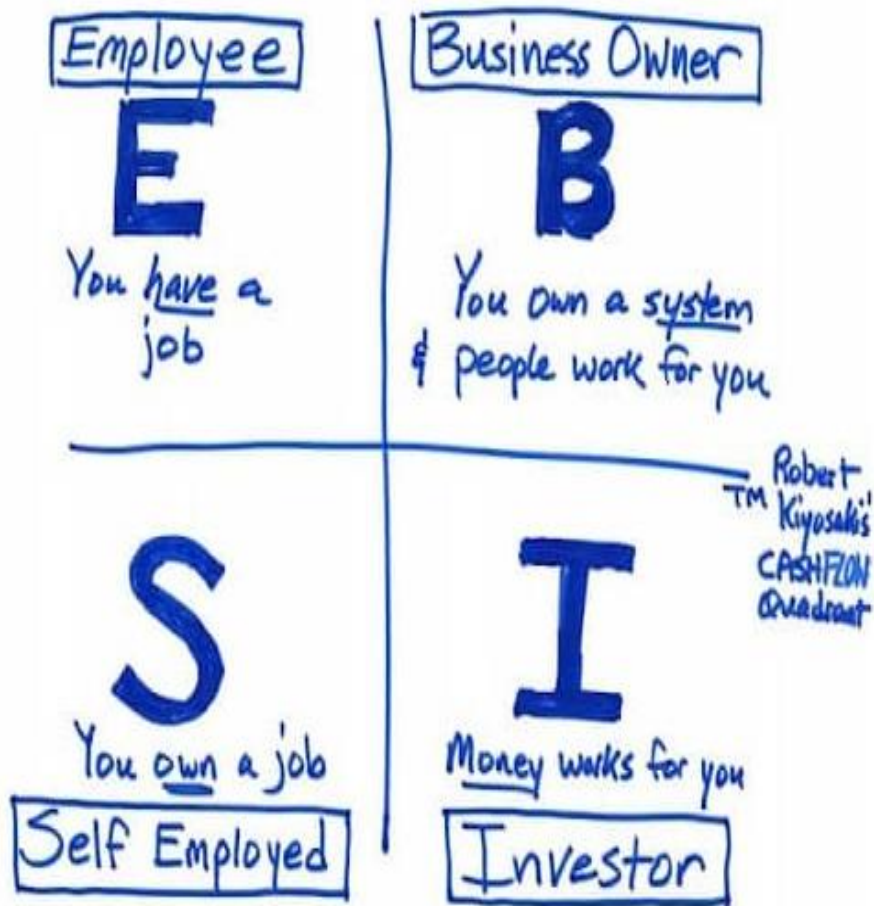 Employee
E
You have a
job
Business Owner
B
You own a system
& people work for you
TM Robert
Kiyosaki's
CASHFLOW
Quadrant
S
You own a job
Self Employed
I
Money works for you
Investor